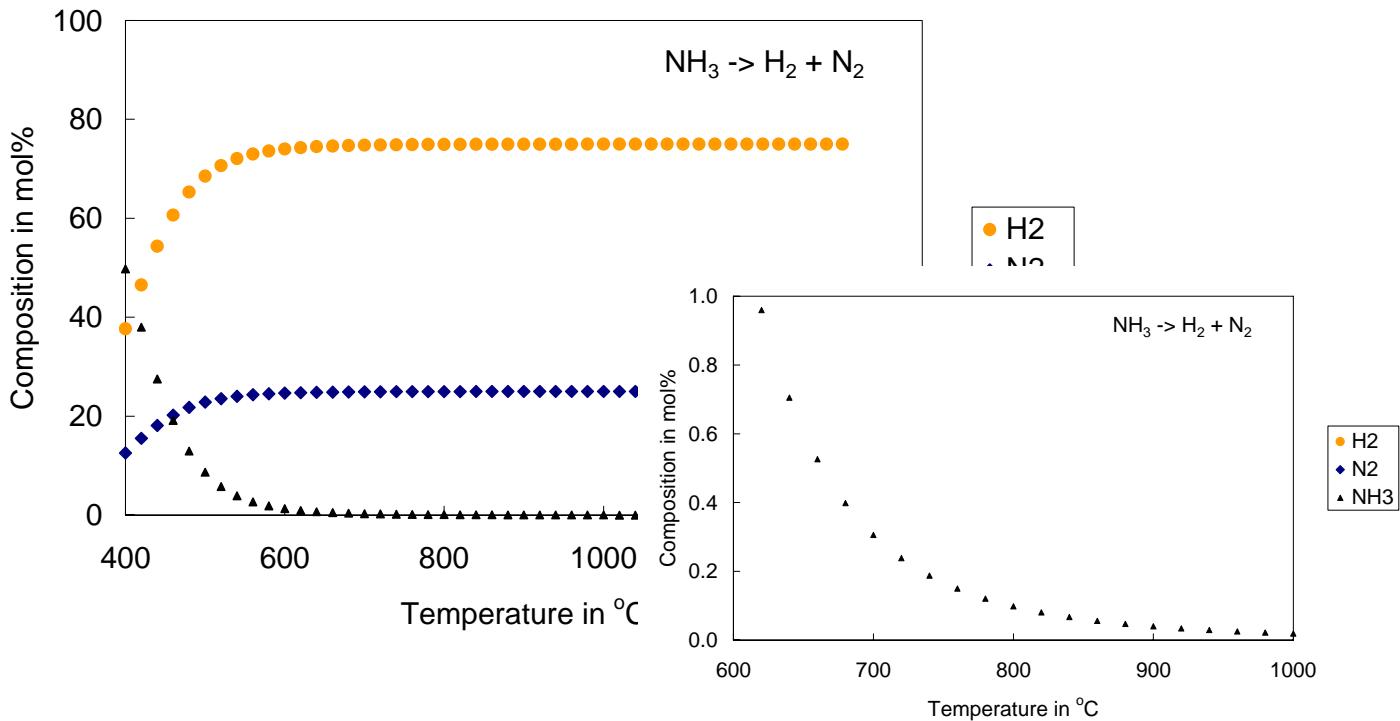 100
80
60
40
20
0
Composition in mol%
NH₃ -> H₂ + N₂
400
600
800
1000
Temperature in °C
H2
1.0
0.8
0.6
0.4
0.2
0.0
Composition in mol%
NH₃ -> H₂ + N₂
600
700
800
900
1000
Temperature in °C
H2
N2
NH3